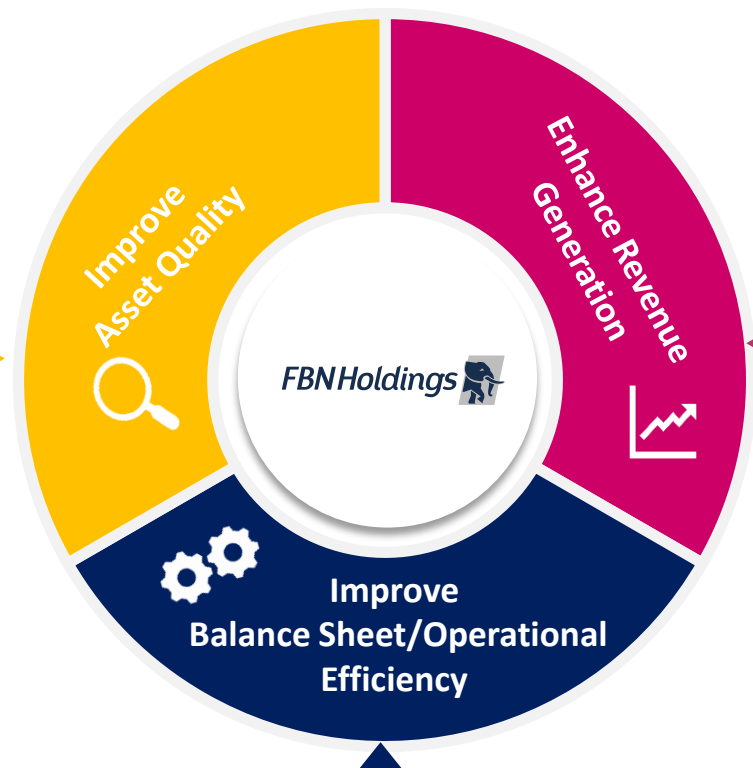 Improve
Asset Quality
Enhance Revenue
Generation
FBNHoldings
Improve
Balance Sheet/Operational
Efficiency